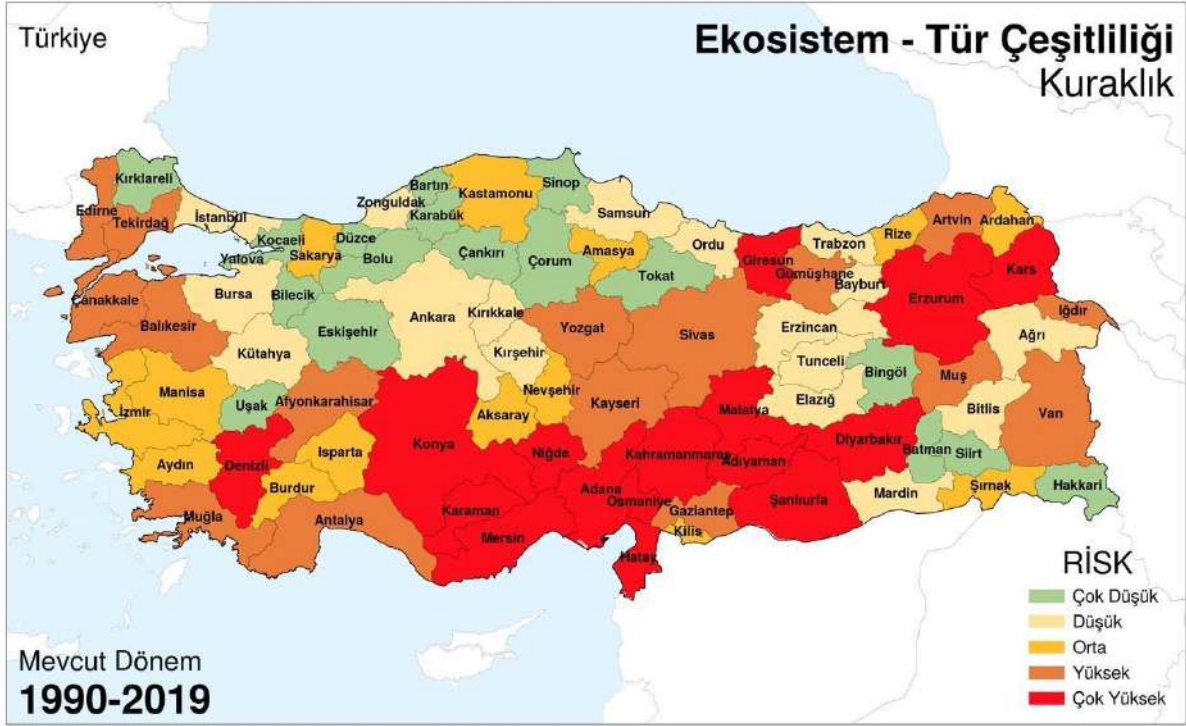 Türkiye
Ekosistem - Tür Çeşitliliği
Kuraklık
Kırklareli
Edirne
Tekirdağ
İstanbul
Kocaeli
Yalova
Sakarya
Düzce
Zonguldak
Bartın
Karabük
Kastamonu
Sinop
Samsun
Bolu
Çankırı
Çorum
Amasya
Tokat
Ordu
Giresun
Gümüşhane
Trabzon
Bayburt
Rize
Artvin
Ardahan
Kars
Erzurum
Iğdır
Ağrı
Çanakkale
Balıkesir
Bursa
Bilecik
Eskişehir
Kütahya
Ankara
Kırıkkale
Kırşehir
Yozgat
Sivas
Erzincan
Tunceli
Bingöl
Muş
Elazığ
Bitlis
Van
Manisa
İzmir
Uşak
Afyonkarahisar
Nevşehir
Aksaray
Kayseri
Malatya
Diyarbakır
Batman
Siirt
Aydın
Denizli
Isparta
Burdur
Konya
Niğde
Kahramanmaraş
Adıyaman
Şanlıurfa
Mardin
Şırnak
Hakkari
Muğla
Antalya
Karaman
Mersin
Adana
Osmaniye
Gaziantep
Kilis
Hatay
RİSK
Çok Düşük
Düşük
Orta
Yüksek
Çok Yüksek
Mevcut Dönem
1990-2019